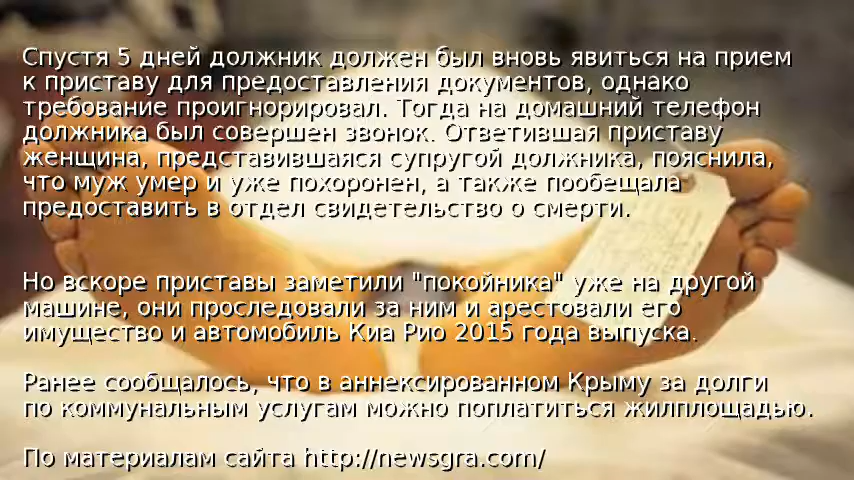 Спустя 5 дней должник должен был вновь явиться на прием
к приставу для предоставления документов, однако
требование проигнорировал. Тогда на домашний телефон
должника был совершен звонок. Ответившая приставу
женщина, представившаяся супругой должника, пояснила,
что муж умер и уже похоронен, а также пообещала
предоставить в отдел свидетельство о смерти.
Но вскоре приставы заметили "покойника" уже на другой
машине, они проследовали за ним и арестовали его
имущество и автомобиль Киа Рио 2015 года выпуска.
Ранее сообщалось, что в аннексированном Крыму за долги
по коммунальным услугам можно поплатиться жилплощадью.
По материалам сайта http://newsgra.com/